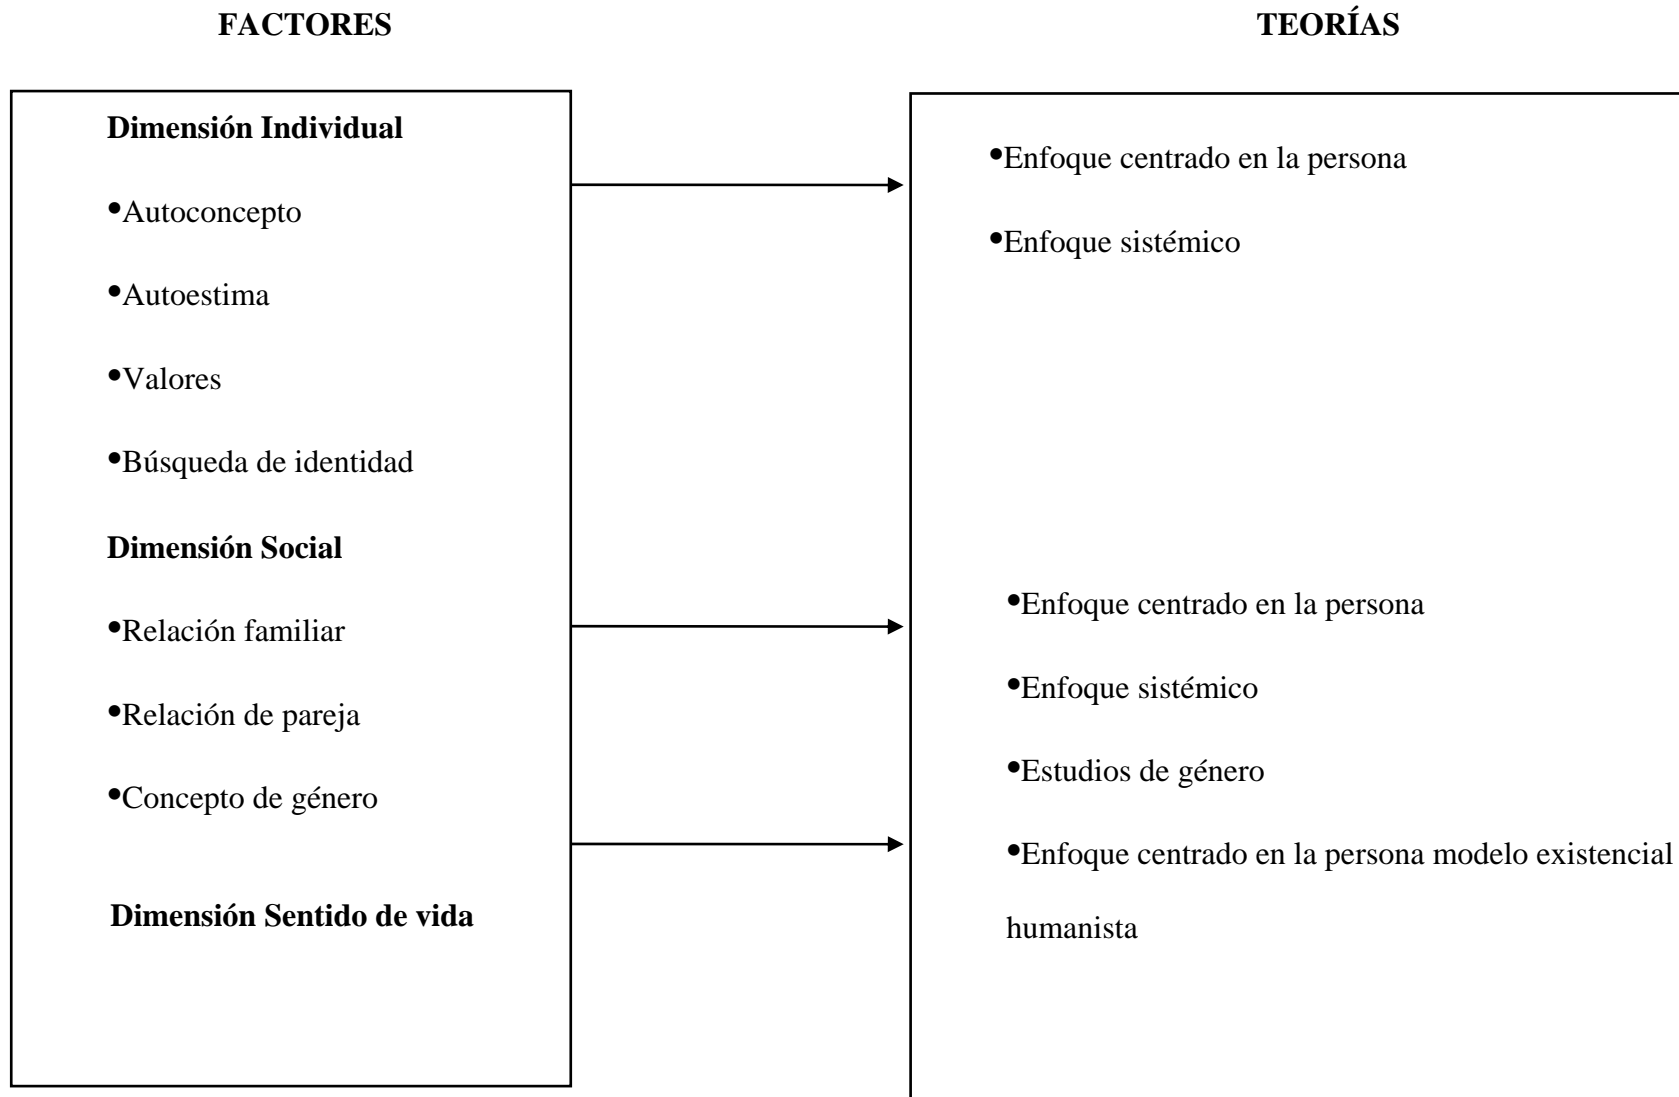 FACTORES
TEORÍAS
Dimensión Individual
•Autoconcepto
•Autoestima
•Valores
•Búsqueda de identidad
Dimensión Social
•Relación familiar
•Relación de pareja
•Concepto de género
Dimensión Sentido de vida
•Enfoque centrado en la persona
•Enfoque sistémico
•Enfoque centrado en la persona
•Enfoque sistémico
•Estudios de género
•Enfoque centrado en la persona modelo existencial
humanista